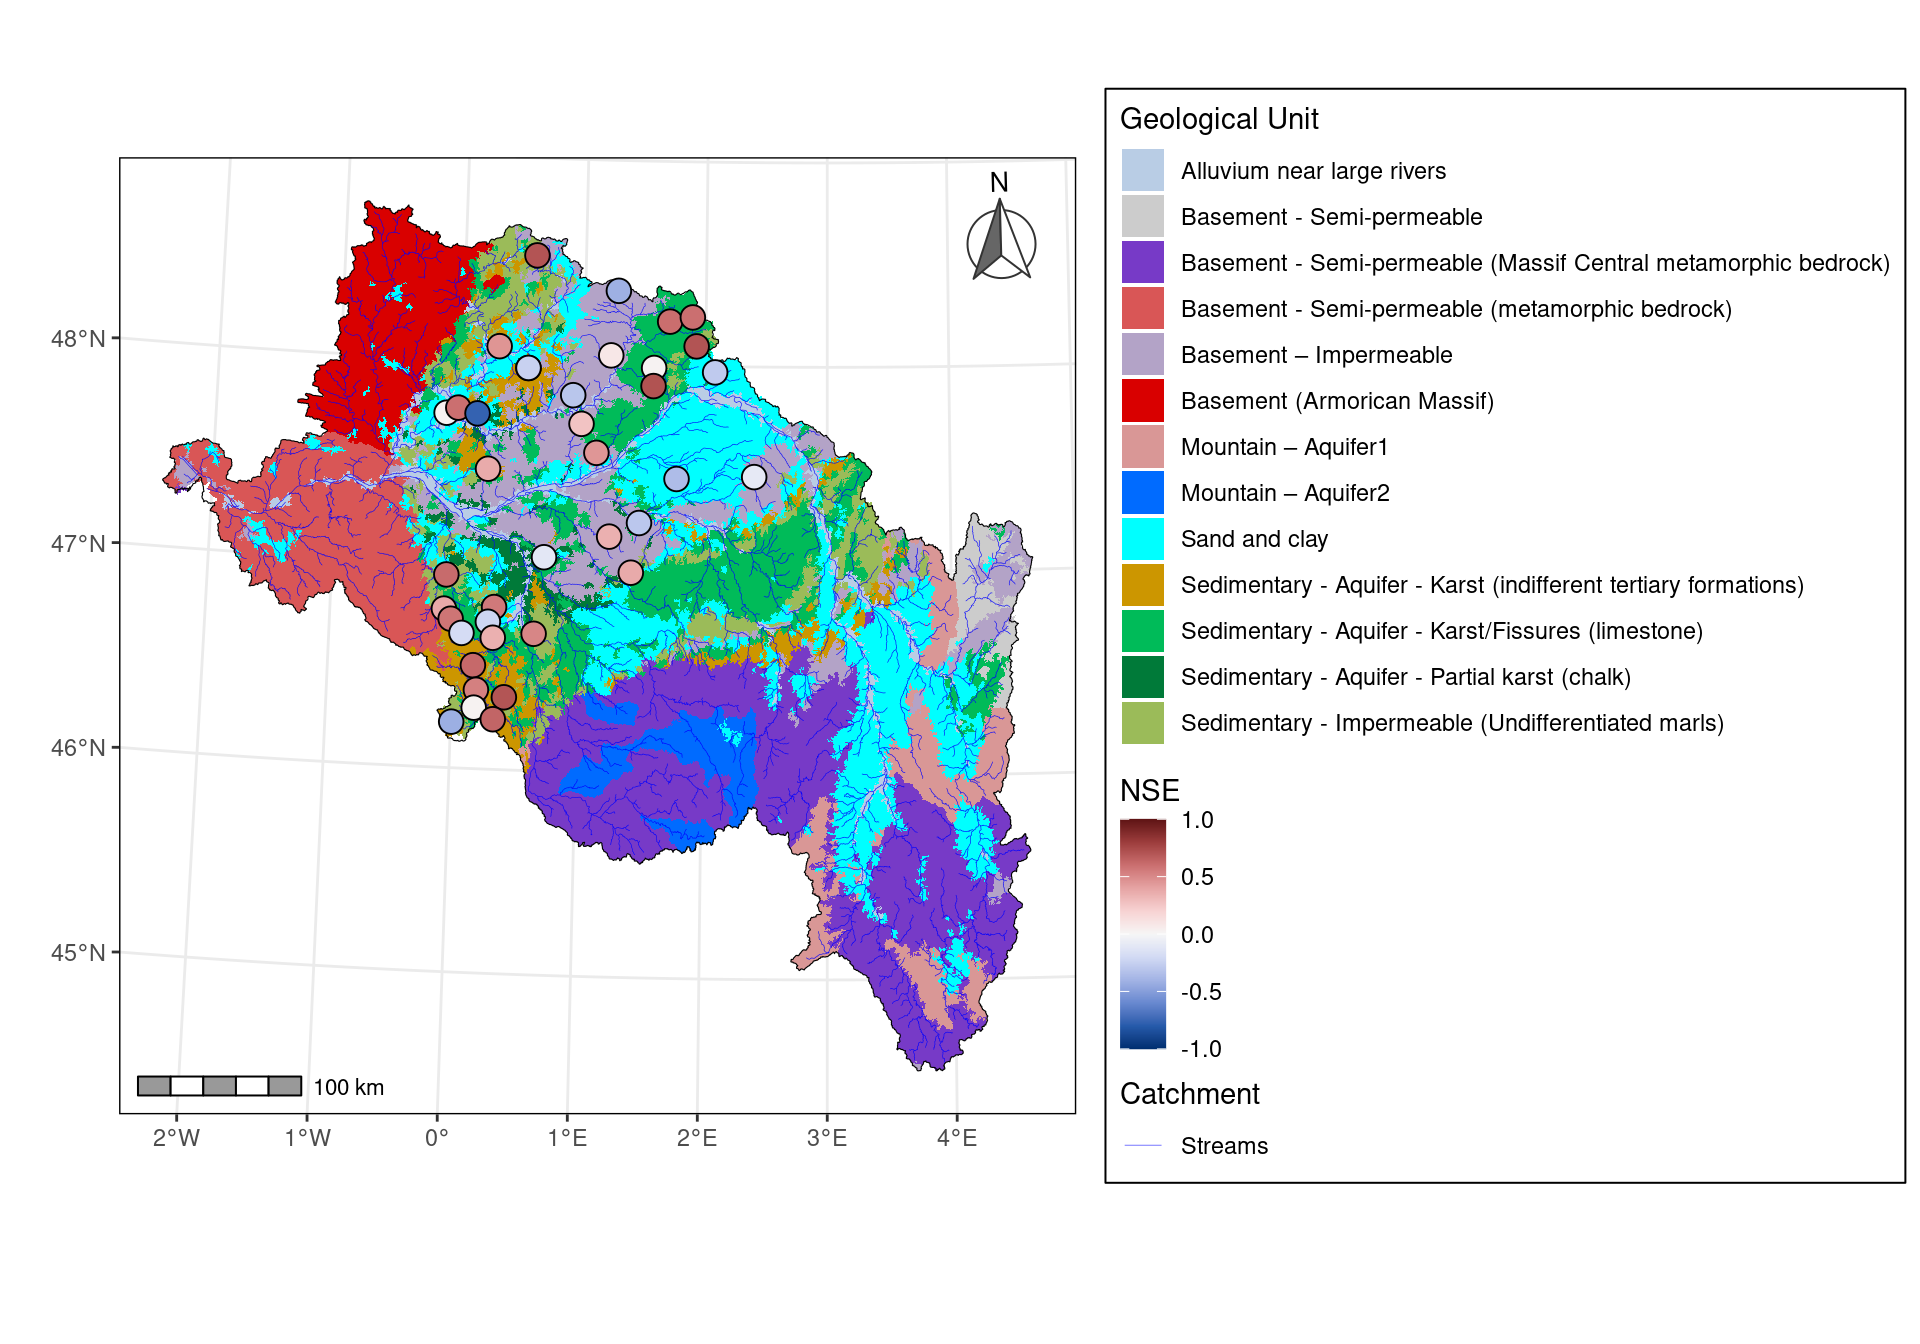 N
48°N
47°N
46°N
45°N
100 km
2°W 1°W 0° 1°E 2°E 3°E 4°E
Geological Unit
Alluvium near large rivers
Basement - Semi-permeable
Basement - Semi-permeable (Massif Central metamorphic bedrock)
Basement - Semi-permeable (metamorphic bedrock)
Basement – Impermeable
Basement (Armorican Massif)
Mountain – Aquifer1
Mountain – Aquifer2
Sand and clay
Sedimentary - Aquifer - Karst (indifferent tertiary formations)
Sedimentary - Aquifer - Karst/Fissures (limestone)
Sedimentary - Aquifer - Partial karst (chalk)
Sedimentary - Impermeable (Undifferentiated marls)
NSE
1.0
0.5
0.0
-0.5
-1.0
Catchment
Streams